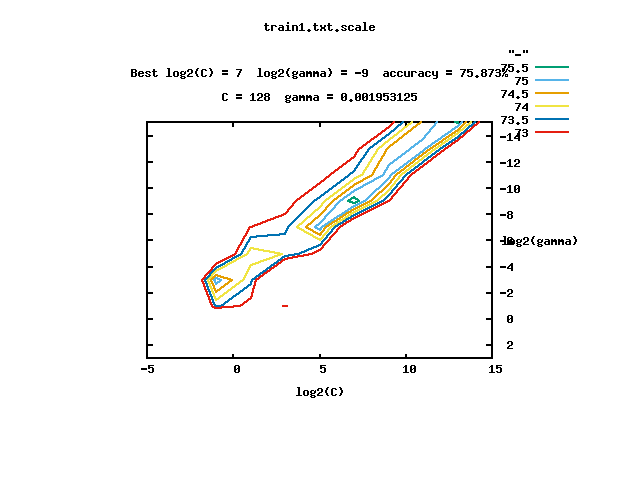 train1.txt.scale
"-"
Best log2(C) = 7 log2(gamma) = -9 accuracy = 75.873%
C = 128 gamma = 0.001953125
75.5
75
74.5
74
73.5
73
-14
-12
-10
-8
-6
log2(gamma)
-4
-2
0
2
-5 0 5 10 15
log2(C)